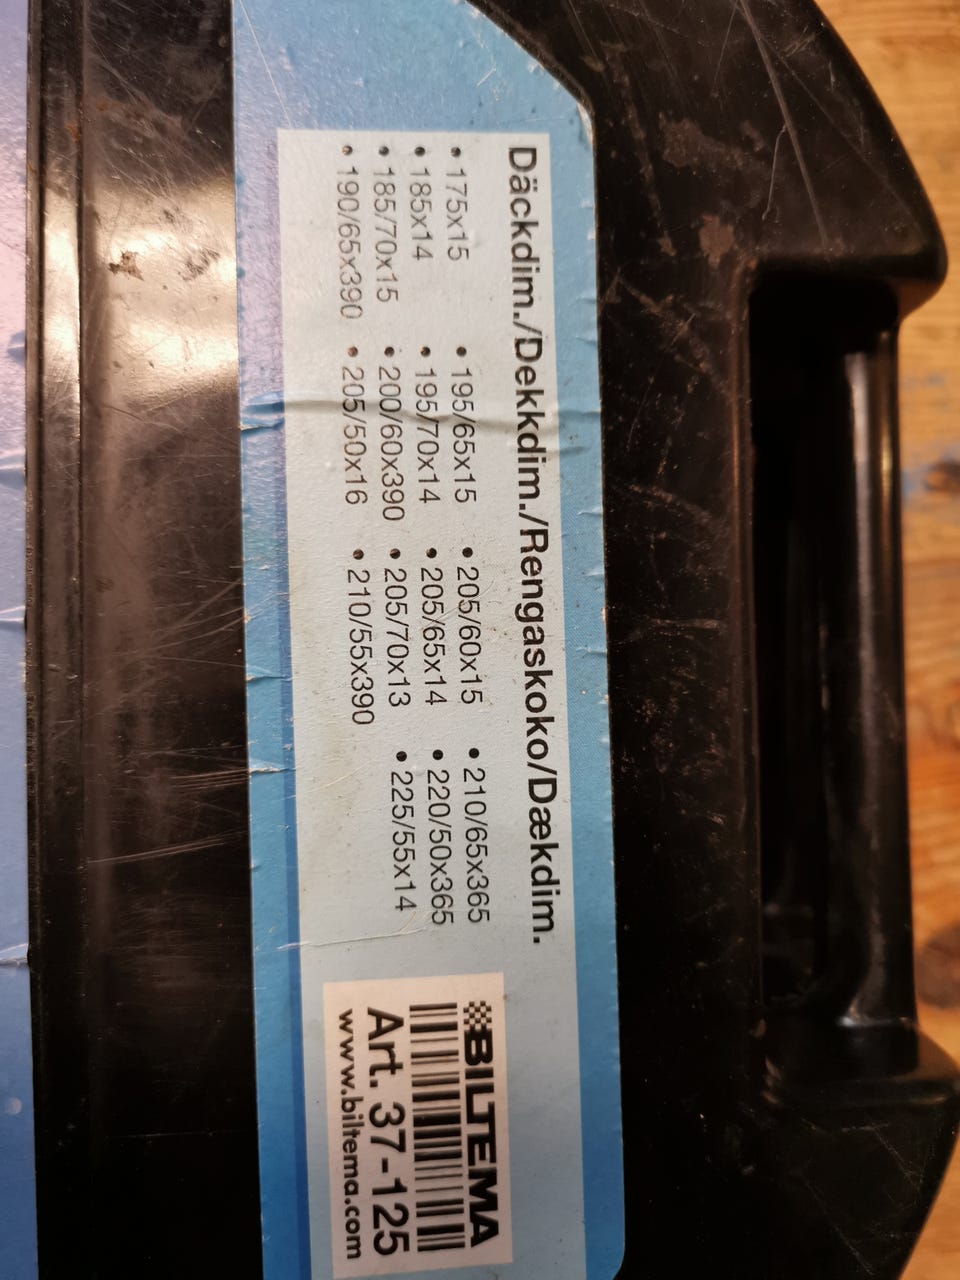 Däckdim./Dekkdim./Rengaskoko/Dækdim.
• 175x15 • 195/65x15 • 205/60x15 • 210/65x365
• 185x14 • 195/70x14 • 205/65x14 • 220/50x365
• 185/70x15 • 200/60x390 • 205/70x13 • 225/55x14
• 190/65x390 • 205/50x16 • 210/55x390
BILTEMA
Art. 37-125
www.biltema.com